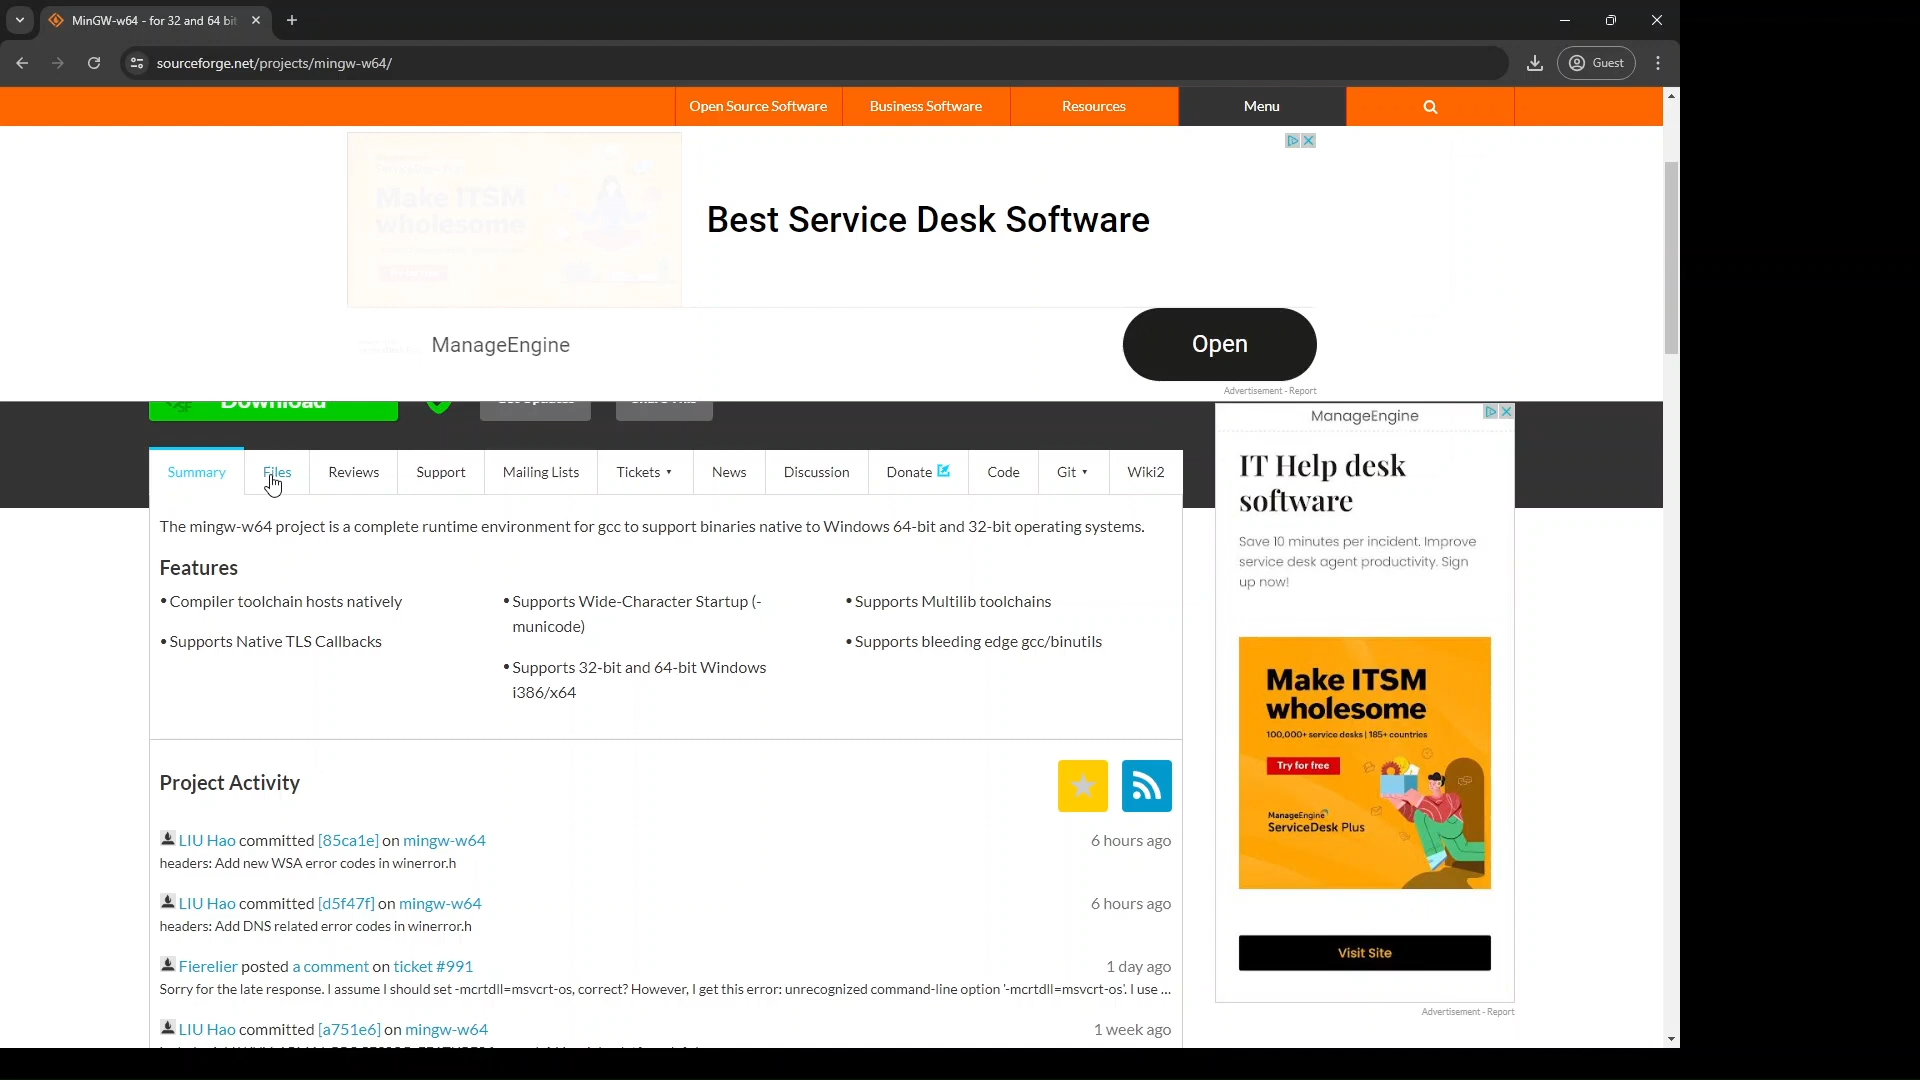 MinGW-w64 - for 32 and 64 bit
sourceforge.net/projects/mingw-w64/
Guest
Open Source Software
Business Software
Resources
Menu
Make ITSM
wholesome
Best Service Desk Software
ManageEngine
Open
Advertisement - Report
Download
Get Updates
Share This
Summary
Files
Reviews
Support
Mailing Lists
Tickets
News
Discussion
Donate
Code
Git
Wiki2
The mingw-w64 project is a complete runtime environment for gcc to support binaries native to Windows 64-bit and 32-bit operating systems.
Features
• Compiler toolchain hosts natively
• Supports Native TLS Callbacks
• Supports Wide-Character Startup (-
municode)
• Supports 32-bit and 64-bit Windows
i386/x64
• Supports Multilib toolchains
• Supports bleeding edge gcc/binutils
Project Activity
LIU Hao committed [85ca1e] on mingw-w64
6 hours ago
headers: Add new WSA error codes in winerror.h
LIU Hao committed [d5f47f] on mingw-w64
6 hours ago
headers: Add DNS related error codes in winerror.h
Fierelier posted a comment on ticket #991
1 day ago
Sorry for the late response. I assume I should set -mcrtdll=msvcrt-os, correct? However, I get this error: unrecognized command-line option '-mcrtdll=msvcrt-os'. I use ...
LIU Hao committed [a751e6] on mingw-w64
1 week ago
ManageEngine
IT Help desk
software
Save 10 minutes per incident. Improve
service desk agent productivity. Sign
up now!
Make ITSM
wholesome
100,000+ service desks | 185+ countries
Try for free
ManageEngine
ServiceDesk Plus
Visit Site
Advertisement - Report